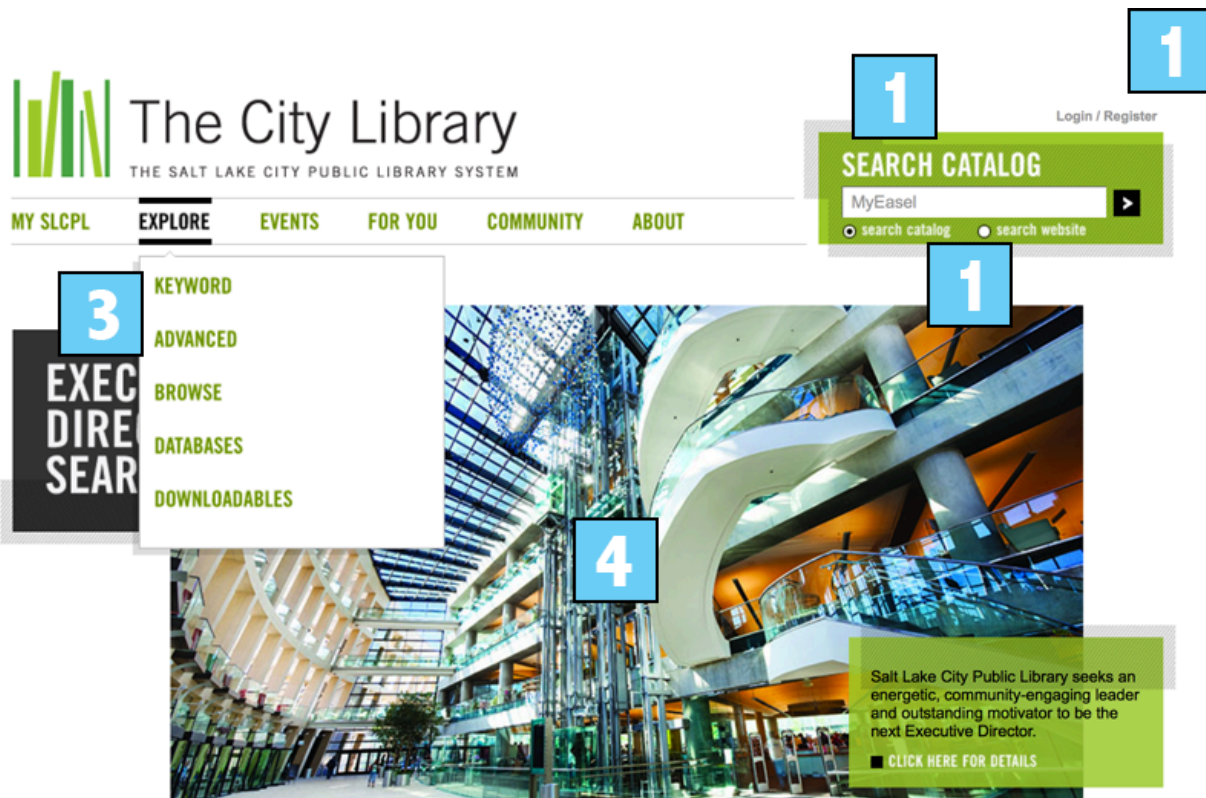 1
1
The City Library
THE SALT LAKE CITY PUBLIC LIBRARY SYSTEM
Login / Register
SEARCH CATALOG
MyEasel
search catalog search website
MY SLCPL EXPLORE EVENTS FOR YOU COMMUNITY ABOUT
1
3
KEYWORD
ADVANCED
BROWSE
DATABASES
DOWNLOADABLES
EXEC
DIRE
SEAR
4
Salt Lake City Public Library seeks an
energetic, community-engaging leader
and outstanding motivator to be the
next Executive Director.
CLICK HERE FOR DETAILS